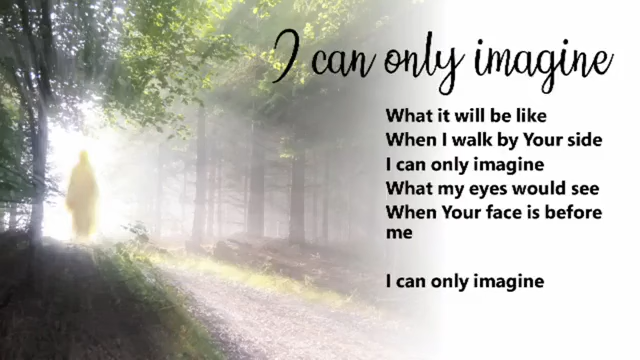 I can only imagine
What it will be like
When I walk by Your side
I can only imagine
What my eyes would see
When Your face is before
me
I can only imagine